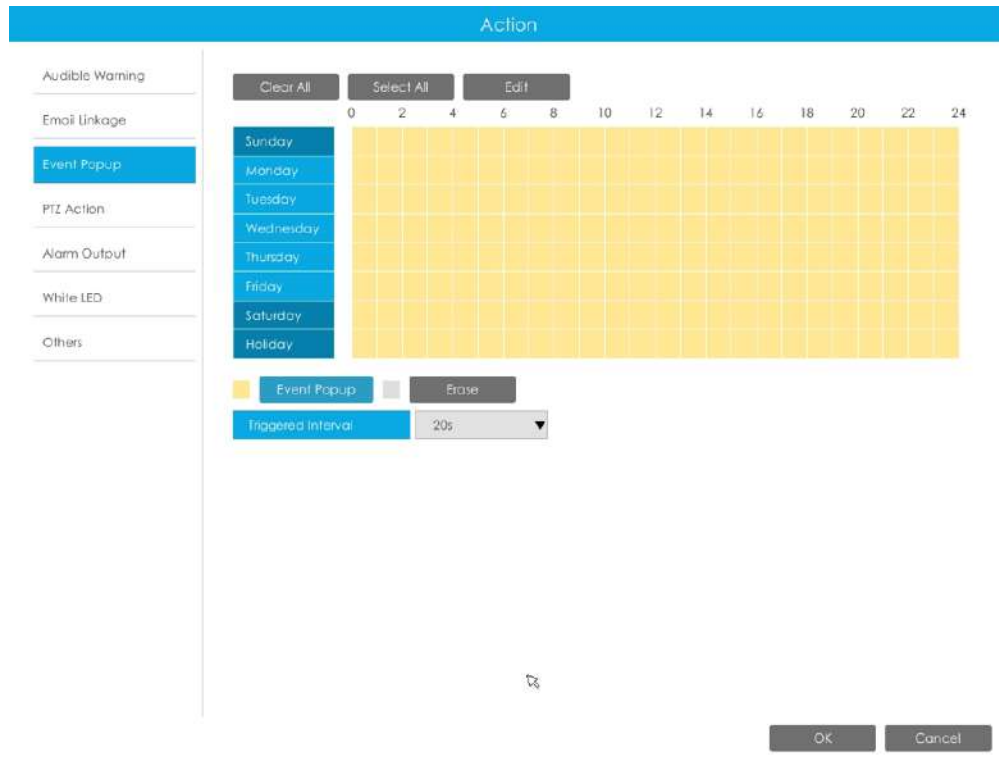 Action
Audible Warning
Email Linkage
Event Popup
PTZ Action
Alarm Output
White LED
Others
Clear All Select All Edit
0 2 4 6 8 10 12 14 16 18 20 22 24
Sunday
Monday
Tuesday
Wednesday
Thursday
Friday
Saturday
Holiday
Event Popup Erase
Triggered Interval 20s
OK Cancel